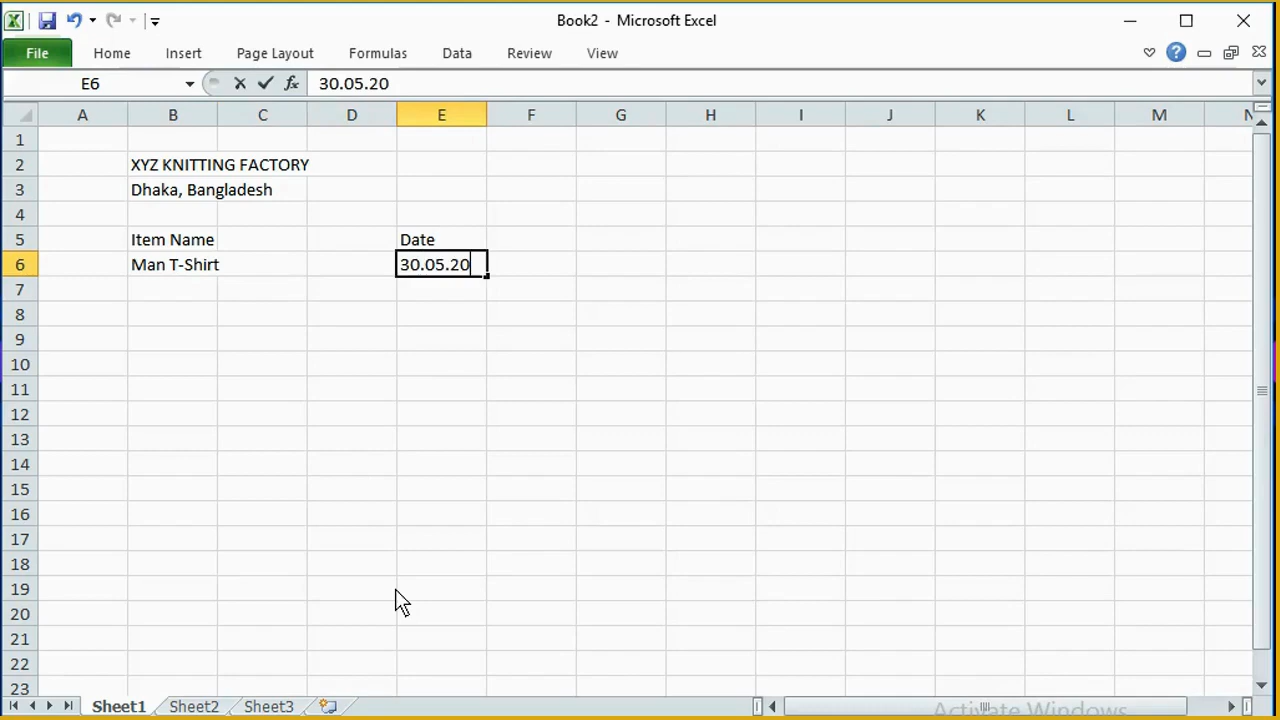 Book2 - Microsoft Excel
File Home Insert Page Layout Formulas Data Review View
E6 fx 30.05.20
A B C D E F G H I J K L M N
1
2 XYZ KNITTING FACTORY
3 Dhaka, Bangladesh
4
5 Item Name Date
6 Man T-Shirt 30.05.20
7
8
9
10
11
12
13
14
15
16
17
18
19
20
21
22
23
Sheet1 Sheet2 Sheet3
Activate Windows